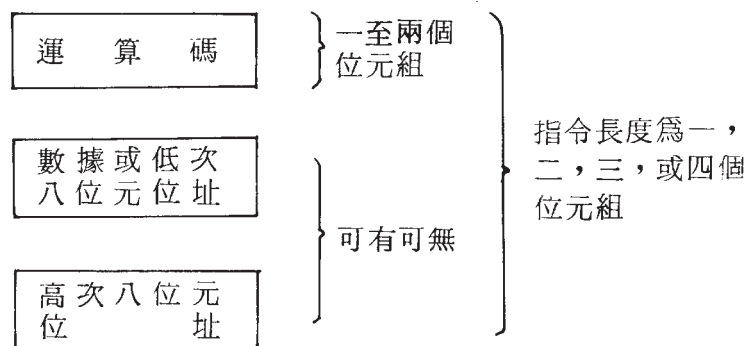 運算碼
一至兩個
位元組
數據或低次
八位元位址
可有可無
高次八位元
位址
指令長度爲一，
二，三，或四個
位元組